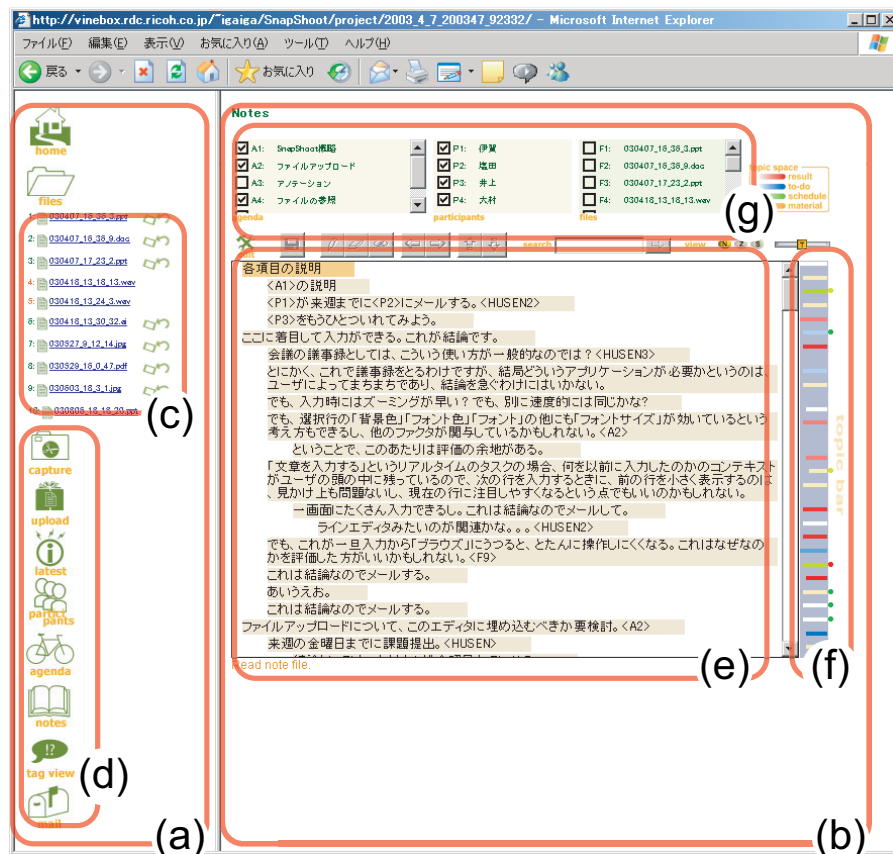 http://vinebox.rdc.ricoh.co.jp/~igaiga/SnapShoot/project/2003_4_7_200347_92332/ - Microsoft Internet Explorer
ファイル(F) 編集(E) 表示(V) お気に入り(A) ツール(T) ヘルプ(H)
戻る お気に入り
home
files
1: 030407_16_36_3.ppt
2: 030407_16_38_9.doc
3: 030407_17_23_2.ppt
4: 030418_13_18_13.wav
5: 030418_13_24_3.wav
6: 030418_13_30_32.ai
7: 030527_9_12_14.jpg
8: 030529_16_0_47.pdf
9: 030603_18_3_1.jpg
10: 030805_18_18_20.ppt
(c)
capture
upload
latest
partici
pants
agenda
notes
tag view
mail
(d)
(a)
Notes
A1: SnapShoot概略
A2: ファイルアップロード
A3: アノテーション
A4: ファイルの参照
agenda
P1: 伊賀
P2: 塩田
P3: 井上
P4: 大村
participants
F1: 030407_16_36_3.ppt
F2: 030407_16_38_9.doc
F3: 030407_17_23_2.ppt
F4: 030418_13_18_13.wav
files
topic space
result
to-do
schedule
material
(g)
edit search view N Z S T
各項目の説明
<A1>の説明
<P1>が来週までに<P2>にメールする。<HUSEN2>
<P3>をもうひとついれてみよう。
ここに着目して入力ができる。これが結論です。
会議の議事録としては、こういう使い方が一般的なのでは?<HUSEN3>
とにかく、これで議事録をとるわけですが、結局どういうアプリケーションが必要かというのは、
ユーザによってまちまちであり、結論を急ぐわけにはいかない。
でも、入力時にはズーミングが早い?でも、別に速度的には同じかな?
でも、選択行の「背景色」「フォント色」「フォント」の他にも「フォントサイズ」が効いているという
考え方もできるし、他のファクタが関与しているかもしれない。<A2>
ということで、このあたりは評価の余地がある。
「文章を入力する」というリアルタイムのタスクの場合、何を以前に入力したのかのコンテキスト
がユーザの頭の中に残っているので、次の行を入力するときに、前の行を小さく表示するのは
、見かけ上も問題ないし、現在の行に注目しやすくなるという点でもいいのかもしれない。
一画面にたくさん入力できるし。これは結論なのでメールして。
ラインエディタみたいのが関連かな。。。<HUSEN2>
でも、これが一旦入力から「ブラウズ」にうつると、とたんに操作しにくくなる。これはなぜなの
かを評価した方がいいかもしれない。<F9>
これは結論なのでメールする。
あいうえお。
これは結論なのでメールする。
ファイルアップロードについて、このエディタに埋め込むべきか要検討。<A2>
来週の金曜日までに課題提出。<HUSEN>
Read note file.
(e)
topic bar
(f)
(b)